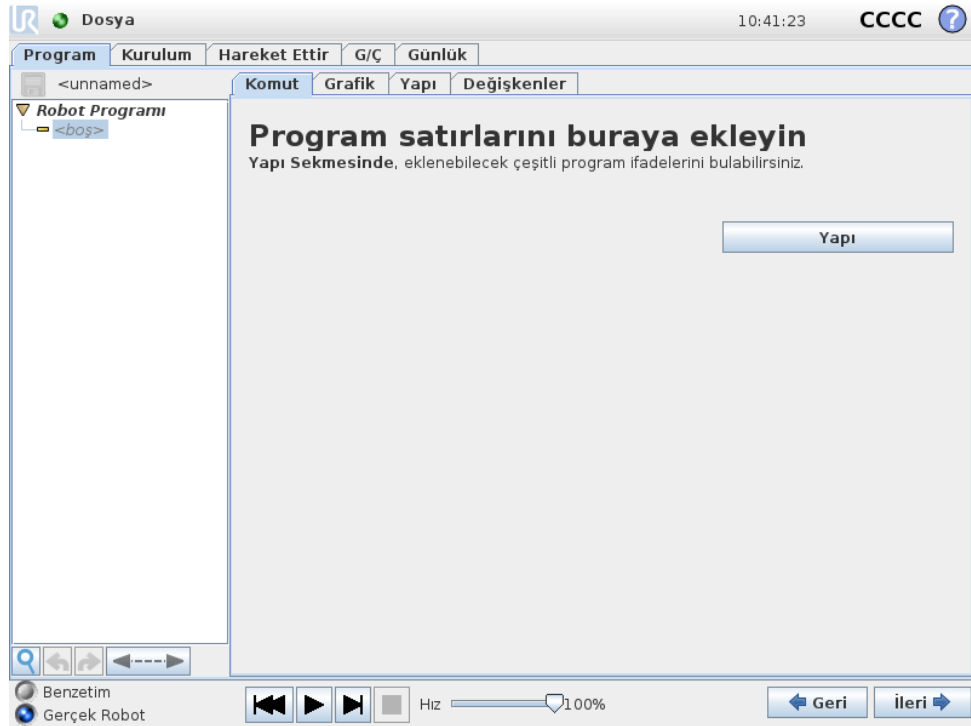 UR Dosya 10:41:23 CCCC ?
Program Kurulum Hareket Ettir G/Ç Günlük
<unnamed> Komut Grafik Yapı Değişkenler
Robot Programı
<boş>
Program satırlarını buraya ekleyin
Yapı Sekmesinde, eklenebilecek çeşitli program ifadelerini bulabilirsiniz.
Yapı
Benzetim
Gerçek Robot
Hız 100%
Geri İleri